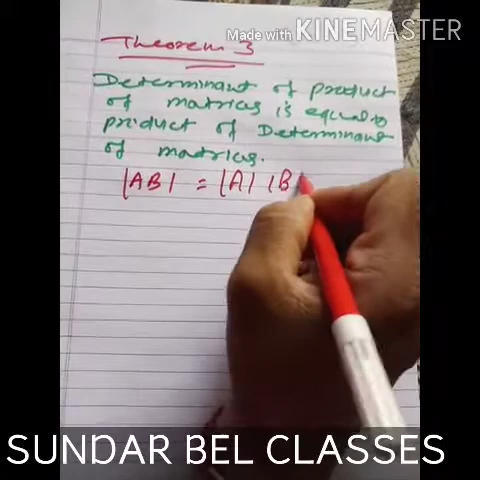 Made with KINEMASTER
Theorem 3
Determinant of product
of matrices is equal to
product of Determinant
of matrices.
|AB| = |A| |B
SUNDAR BEL CLASSES